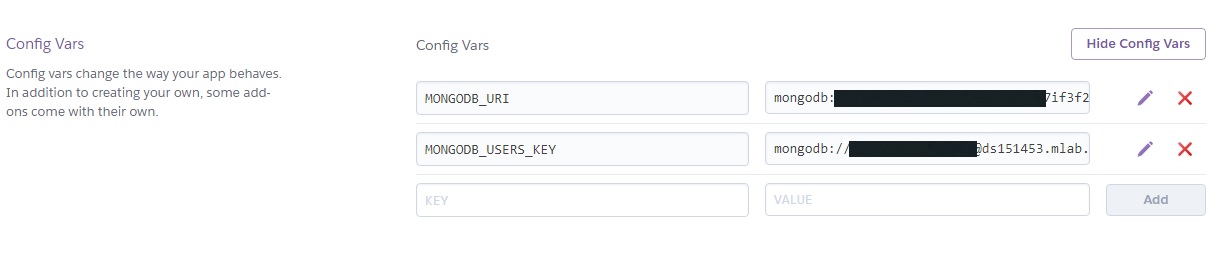 Config Vars
Config vars change the way your app behaves.
In addition to creating your own, some add-
ons come with their own.
Config Vars
Hide Config Vars
MONGODB_URI
mongodb: 7if3f2
MONGODB_USERS_KEY
mongodb:// @ds151453.mlab.
KEY
VALUE
Add